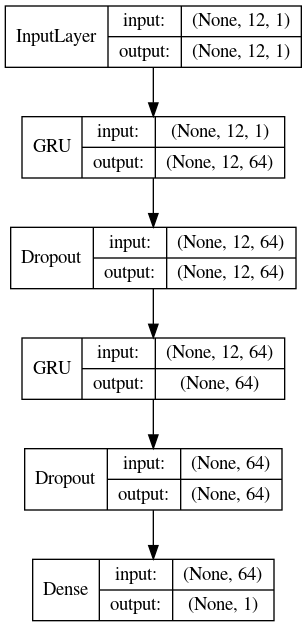 InputLayer input: (None, 12, 1)
output: (None, 12, 1)
GRU input: (None, 12, 1)
output: (None, 12, 64)
Dropout input: (None, 12, 64)
output: (None, 12, 64)
GRU input: (None, 12, 64)
output: (None, 64)
Dropout input: (None, 64)
output: (None, 64)
Dense input: (None, 64)
output: (None, 1)